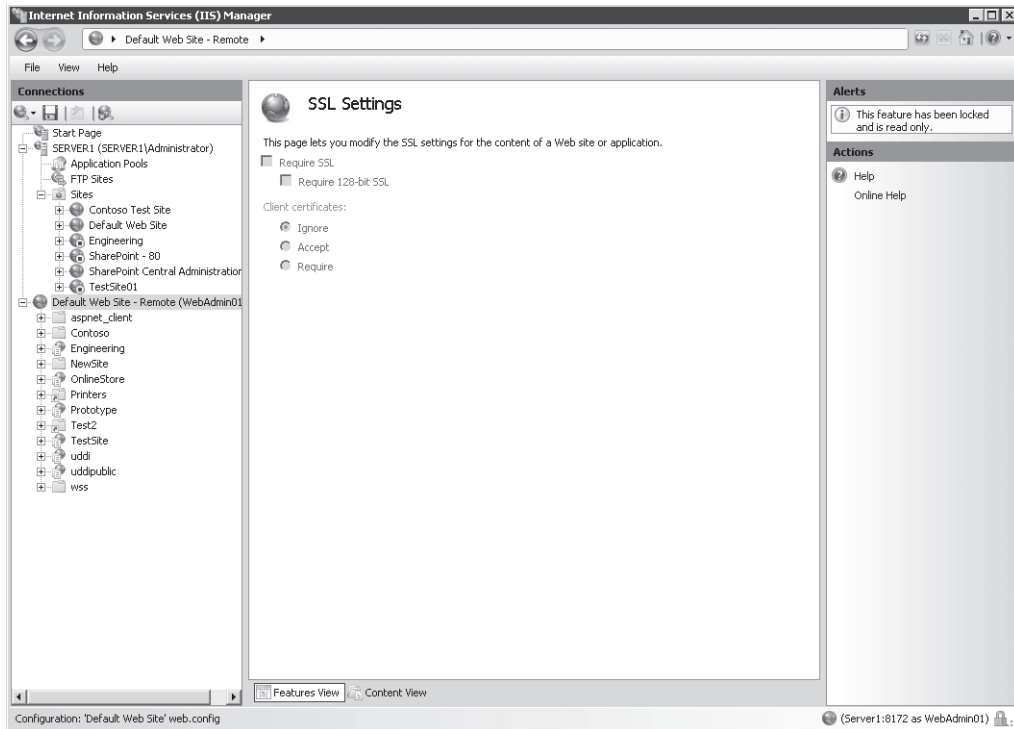 Internet Information Services (IIS) Manager
Default Web Site - Remote
File View Help
Connections
Start Page
SERVER1 (SERVER1\Administrator)
Application Pools
FTP Sites
Sites
Contoso Test Site
Default Web Site
Engineering
SharePoint - 80
SharePoint Central Administration
TestSite01
Default Web Site - Remote (WebAdmin01
aspnet_client
Contoso
Engineering
NewSite
OnlineStore
Printers
Prototype
Test2
TestSite
uddi
uddipublic
wss
SSL Settings
This page lets you modify the SSL settings for the content of a Web site or application.
Require SSL
Require 128-bit SSL
Client certificates:
Ignore
Accept
Require
Features View Content View
Alerts
This feature has been locked
and is read only.
Actions
Help
Online Help
Configuration: 'Default Web Site' web.config
(Server1:8172 as WebAdmin01)